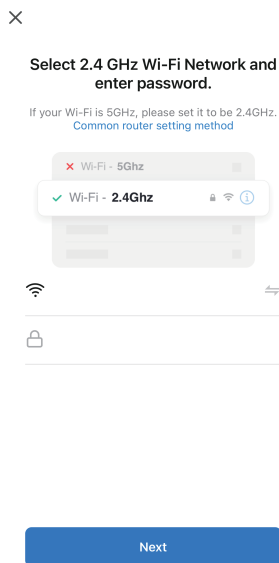 Select 2.4 GHz Wi-Fi Network and
enter password.
If your Wi-Fi is 5GHz, please set it to be 2.4GHz.
Common router setting method
Wi-Fi - 5Ghz
Wi-Fi - 2.4Ghz
Next